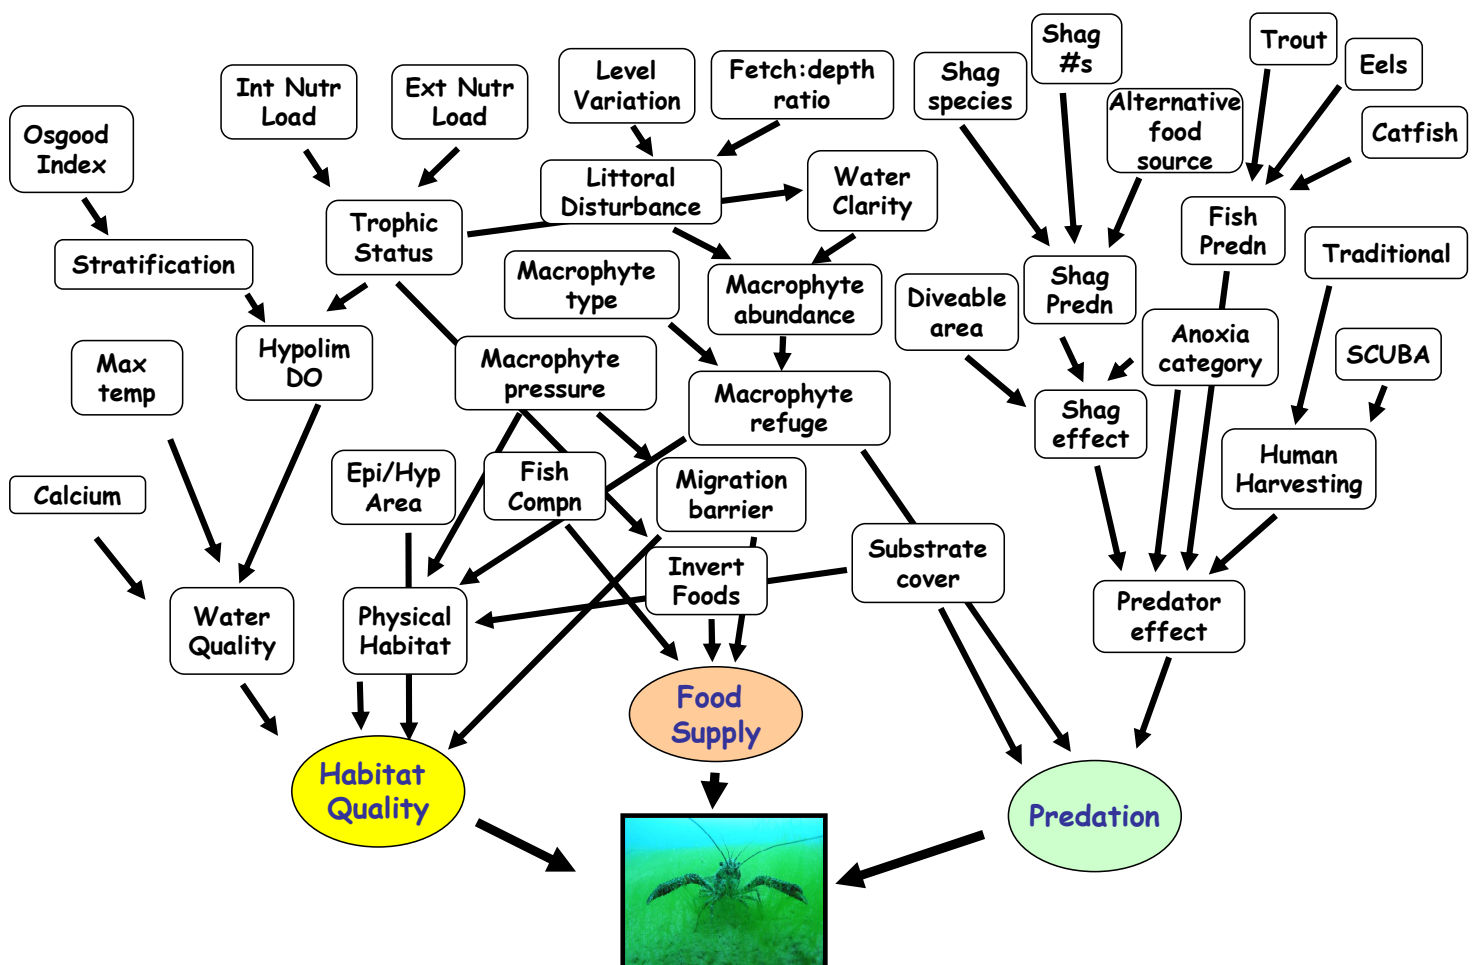 Shag
#s
Trout
Eels
Level
Variation
Fetch:depth
ratio
Shag
species
Int Nutr
Load
Ext Nutr
Load
Alternative
food
source
Catfish
Osgood
Index
Littoral
Disturbance
Water
Clarity
Trophic
Status
Fish
Predn
Traditional
Stratification
Macrophyte
type
Macrophyte
abundance
Shag
Predn
Diveable
area
Hypolim
DO
Anoxia
category
Max
temp
Macrophyte
pressure
SCUBA
Macrophyte
refuge
Shag
effect
Human
Harvesting
Calcium
Epi/Hyp
Area
Fish
Compn
Migration
barrier
Substrate
cover
Invert
Foods
Water
Quality
Physical
Habitat
Predator
effect
Food
Supply
Habitat
Quality
Predation